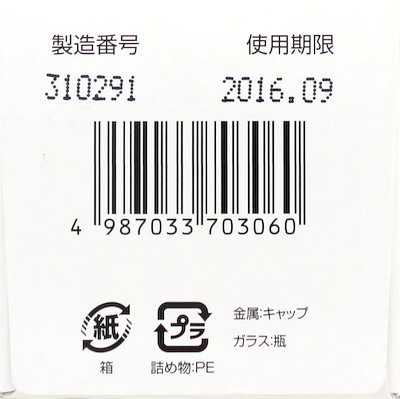 製造番号 使用期限
310291 2016.09
4 987033 703060
紙 プラ 金属:キャップ
ガラス:瓶
箱 詰め物:PE